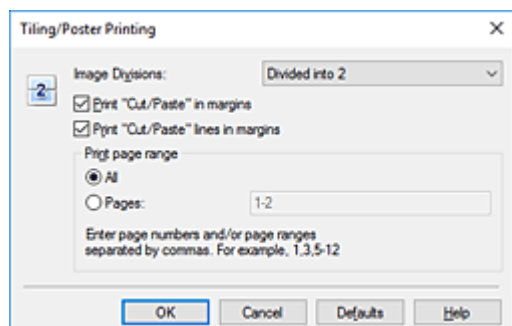 Tiling/Poster Printing
Image Divisions: Divided into 2
2
Print "Cut/Paste" in margins
Print "Cut/Paste" lines in margins
Print page range
All
Pages: 1-2
Enter page numbers and/or page ranges
separated by commas. For example, 1,3,5-12
OK Cancel Defaults Help